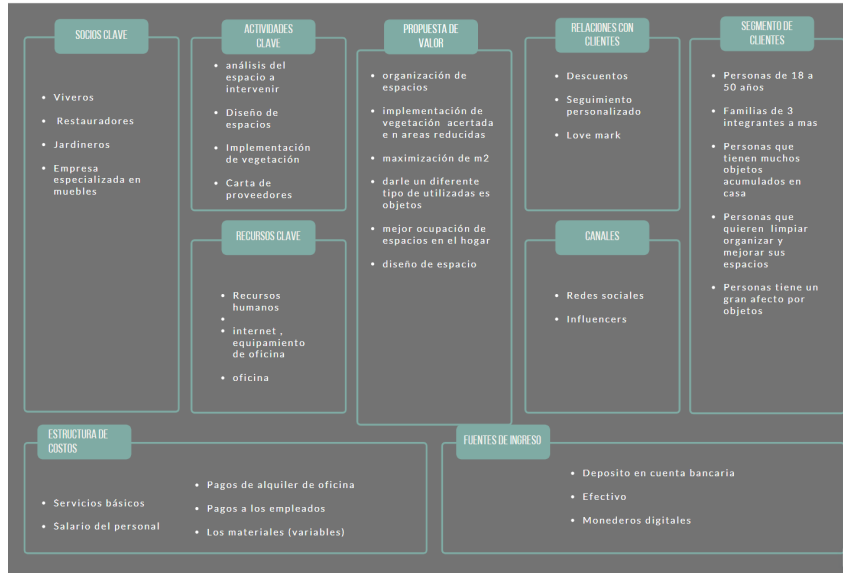 SOCIOS CLAVE
• Viveros
• Restauradores
• Jardineros
• Empresa
especializada en
muebles
ACTIVIDADES
CLAVE
• análisis del
espacio a
intervenir
• Diseño de
espacios
• Implementación
de vegetación
• Carta de
proveedores
RECURSOS CLAVE
• Recursos
humanos
•
• internet ,
equipamiento
de oficina
• oficina
PROPUESTA DE
VALOR
• organización de
espacios
• implementación de
vegetación acertada
e n areas reducidas
• maximización de m2
• darle un diferente
tipo de utilizadas es
objetos
• mejor ocupación de
espacios en el hogar
• diseño de espacio
RELACIONES CON
CLIENTES
• Descuentos
• Seguimiento
personalizado
• Love mark
CANALES
• Redes sociales
• Influencers
SEGMENTO DE
CLIENTES
• Personas de 18 a
50 años
• Familias de 3
integrantes a mas
• Personas que
tienen muchos
objetos
acumulados en
casa
• Personas que
quieren limpiar
organizar y
mejorar sus
espacios
• Personas tiene un
gran afecto por
objetos
ESTRUCTURA DE
COSTOS
• Servicios básicos
• Salario del personal
• Pagos de alquiler de oficina
• Pagos a los empleados
• Los materiales (variables)
FUENTES DE INGRESO
• Deposito en cuenta bancaria
• Efectivo
• Monederos digitales